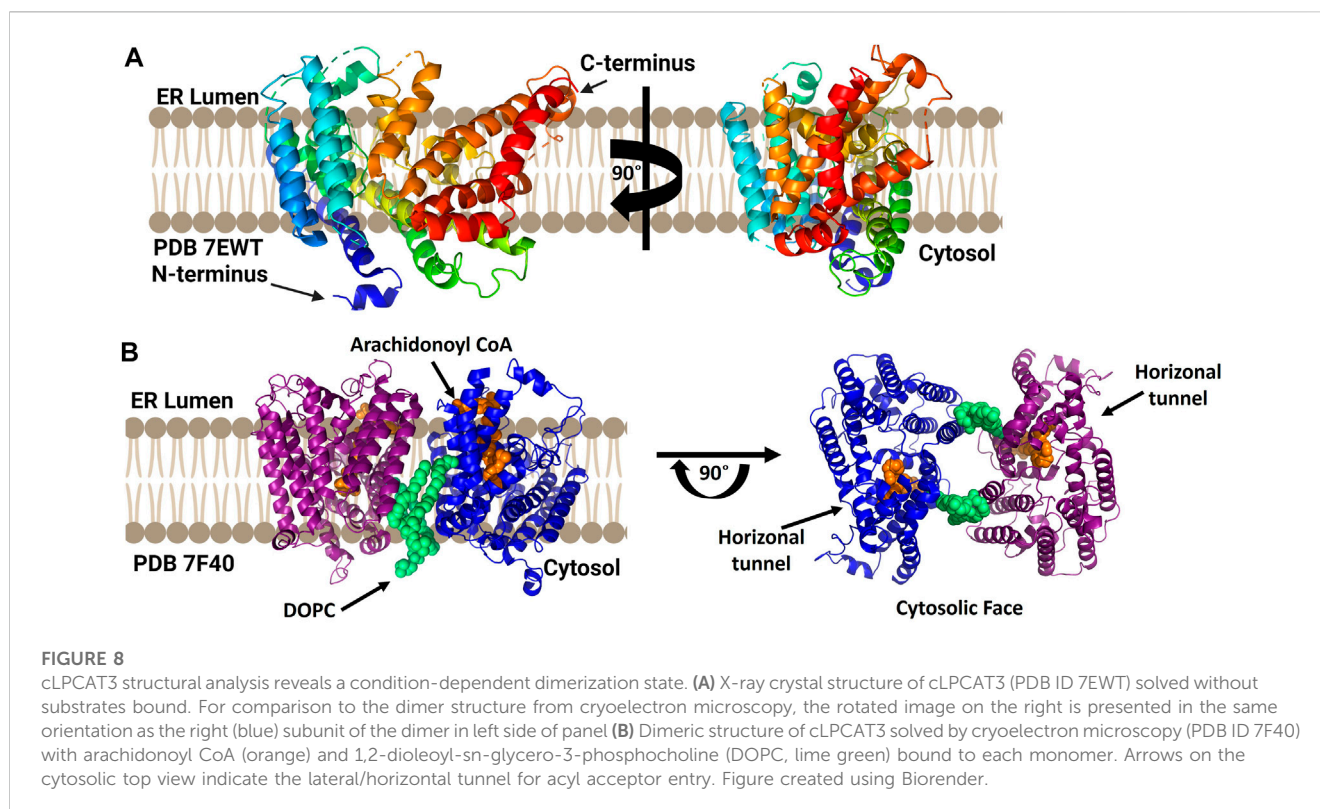 A
C-terminus
ER Lumen
90°
PDB 7EWT
N-terminus
Cytosol
B
Arachidonoyl CoA
ER Lumen
Horizonal
tunnel
90°
PDB 7F40
Cytosol
Horizonal
tunnel
DOPC
Cytosolic Face
FIGURE 8
cLPCAT3 structural analysis reveals a condition-dependent dimerization state. (A) X-ray crystal structure of cLPCAT3 (PDB ID 7EWT) solved without
substrates bound. For comparison to the dimer structure from cryoelectron microscopy, the rotated image on the right is presented in the same
orientation as the right (blue) subunit of the dimer in left side of panel (B) Dimeric structure of cLPCAT3 solved by cryoelectron microscopy (PDB ID 7F40)
with arachidonoyl CoA (orange) and 1,2-dioleoyl-sn-glycero-3-phosphocholine (DOPC, lime green) bound to each monomer. Arrows on the
cytosolic top view indicate the lateral/horizontal tunnel for acyl acceptor entry. Figure created using Biorender.